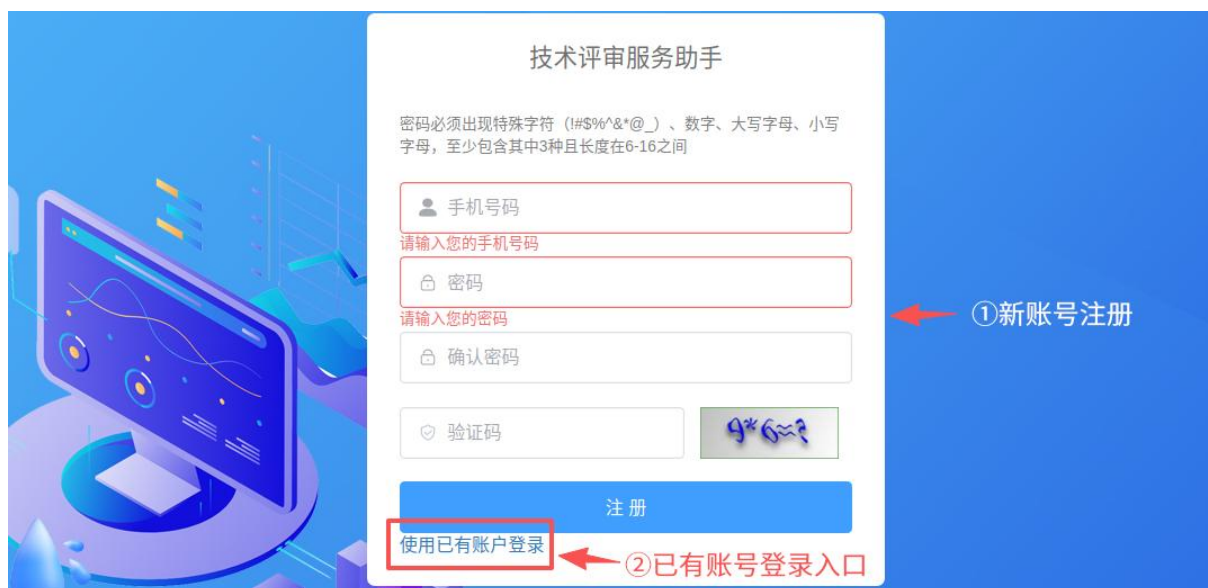 技术评审服务助手
密码必须出现特殊字符（!#$%^&*@_）、数字、大写字母、小写
字母，至少包含其中3种且长度在6-16之间
手机号码
请输入您的手机号码
密码
请输入您的密码
①新账号注册
确认密码
验证码
9*6=?
注 册
使用已有账户登录
②已有账号登录入口